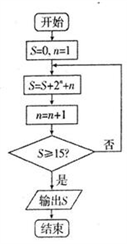 开始
S=0, n=1
S=S+2ⁿ+n
n=n+1
S≥15?
否
是
输出S
结束